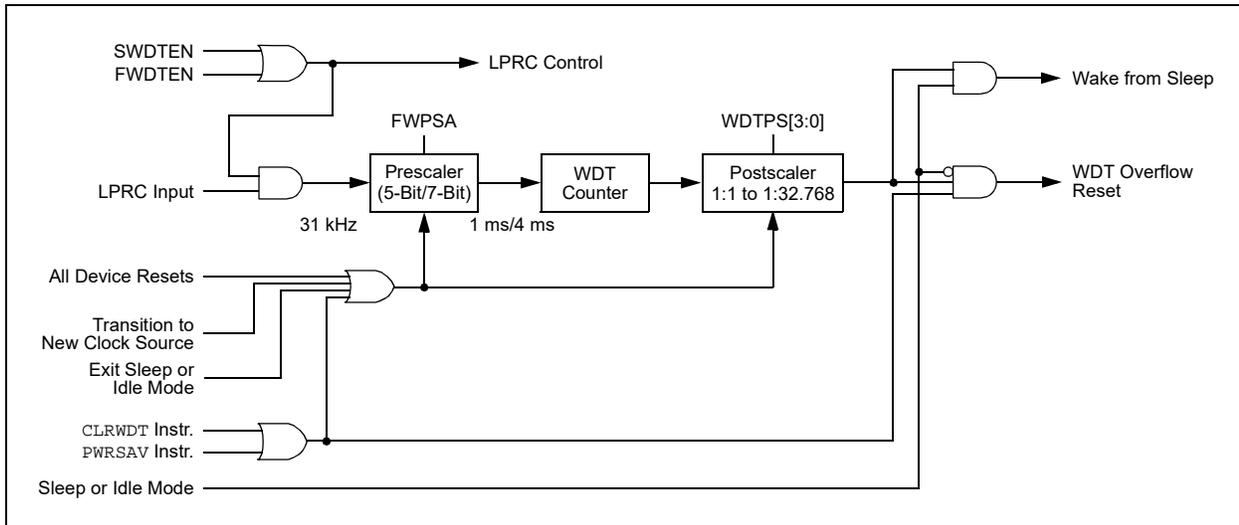 SWDTEN
FWDTEN
LPRC Control
Wake from Sleep
FWPSA
WDTPS[3:0]
LPRC Input
Prescaler
(5-Bit/7-Bit)
WDT
Counter
Postscaler
1:1 to 1:32.768
WDT Overflow
Reset
31 kHz
1 ms/4 ms
All Device Resets
Transition to
New Clock Source
Exit Sleep or
Idle Mode
CLRWDT Instr.
PWRSAV Instr.
Sleep or Idle Mode